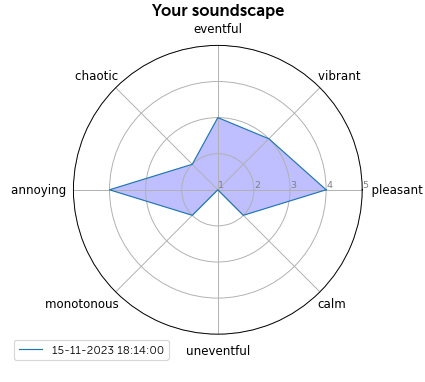 Your soundscape
eventful
chaotic
vibrant
annoying
1 2 3 4 5
pleasant
monotonous
calm
uneventful
15-11-2023 18:14:00